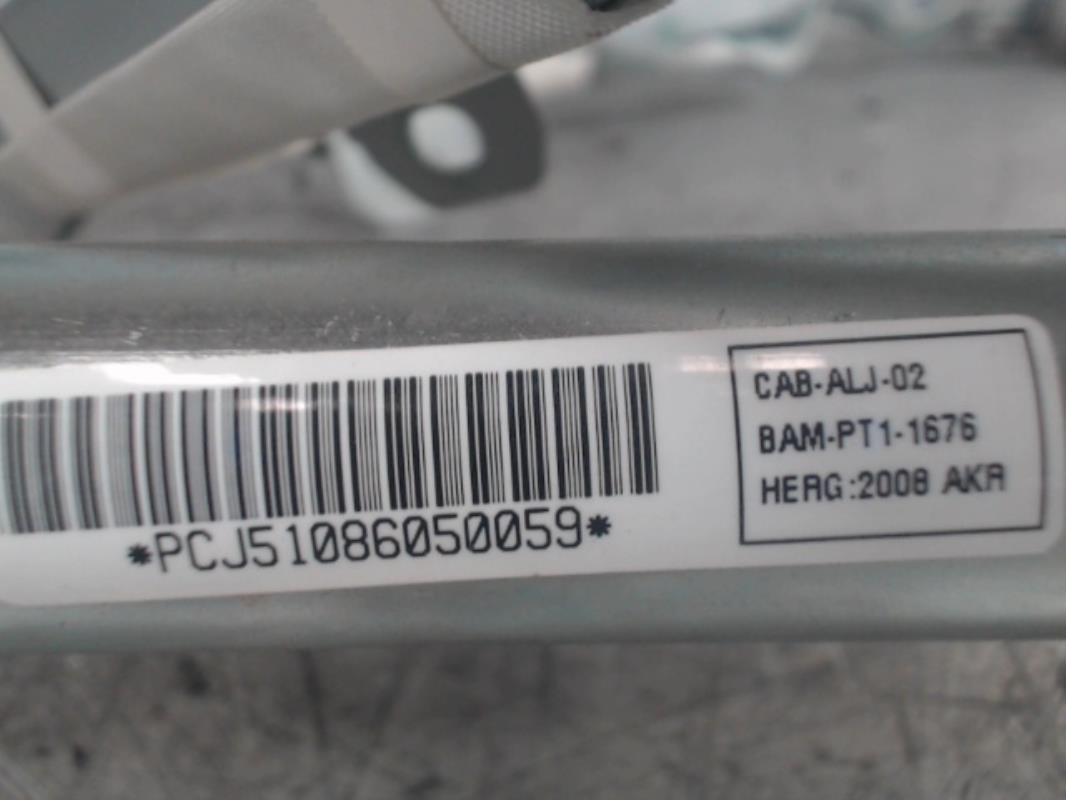 *PCJ51086050059*
CAB-ALJ-02
BAM-PT1-1676
HERG:2008 AKR